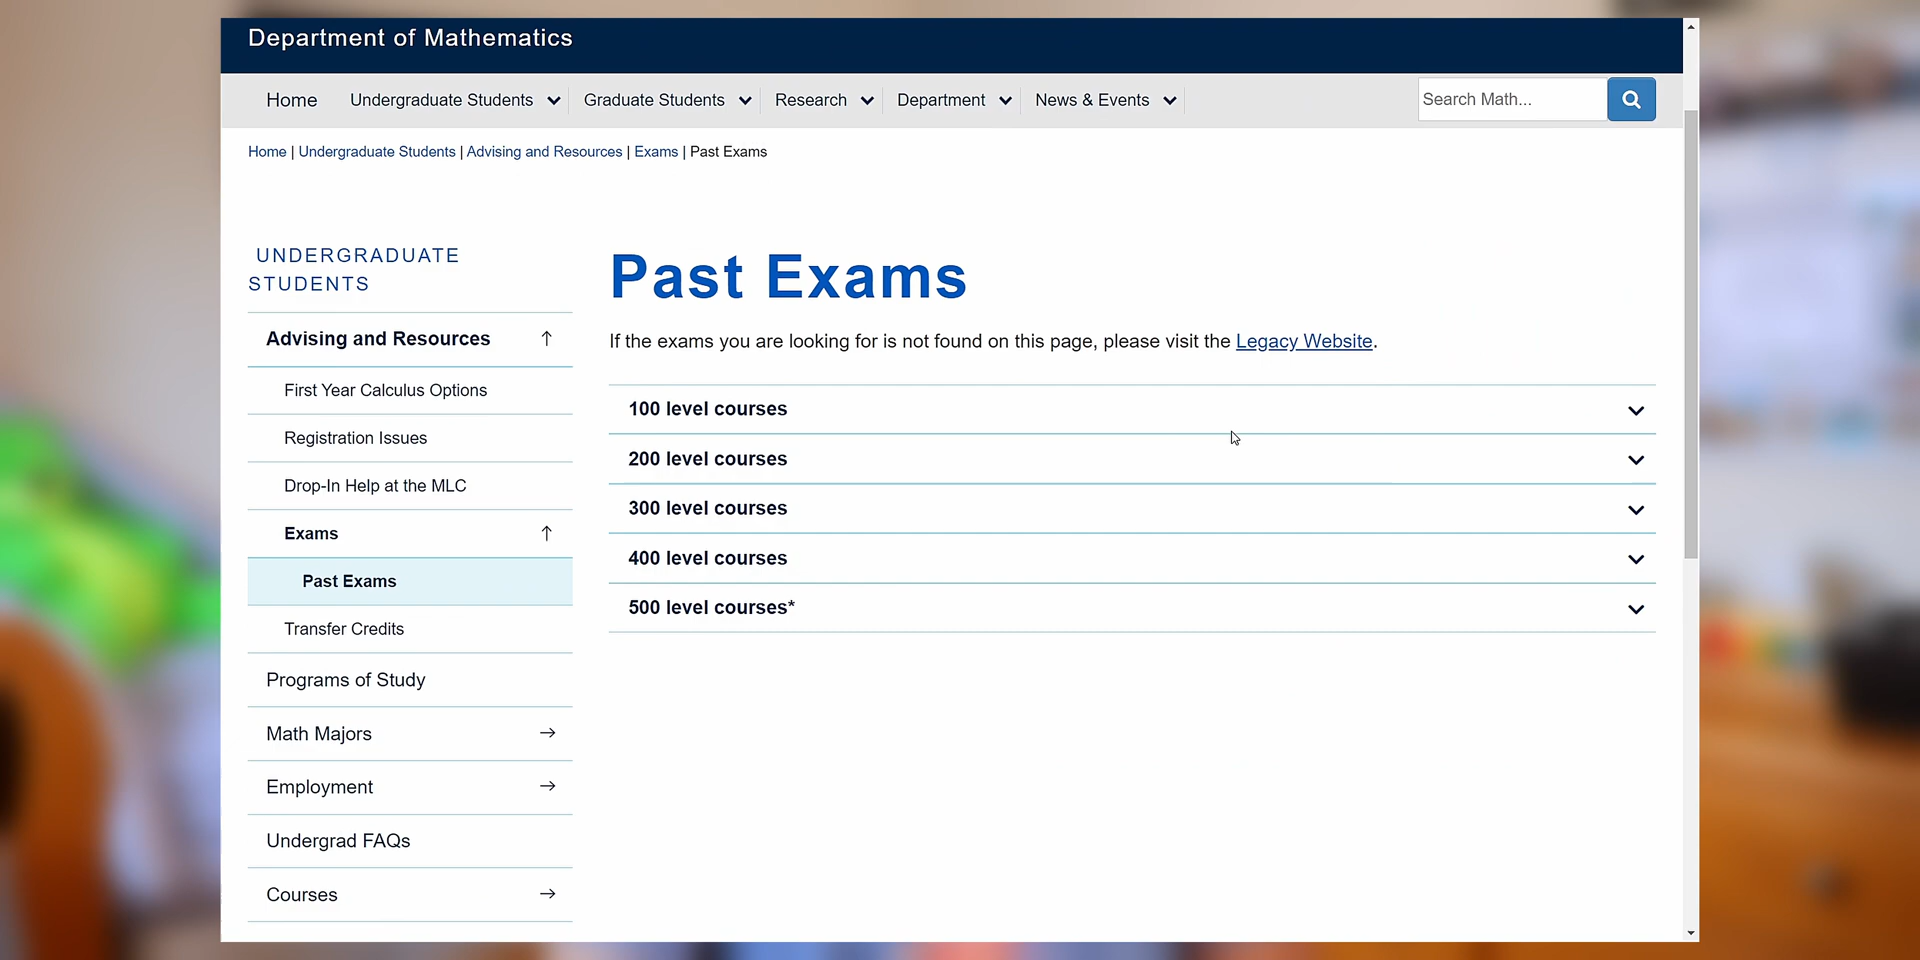 Department of Mathematics
Home Undergraduate Students Graduate Students Research Department News & Events Search Math...
Home | Undergraduate Students | Advising and Resources | Exams | Past Exams
UNDERGRADUATE
STUDENTS
Advising and Resources
First Year Calculus Options
Registration Issues
Drop-In Help at the MLC
Exams
Past Exams
Transfer Credits
Programs of Study
Math Majors
Employment
Undergrad FAQs
Courses
Past Exams
If the exams you are looking for is not found on this page, please visit the Legacy Website.
100 level courses
200 level courses
300 level courses
400 level courses
500 level courses*